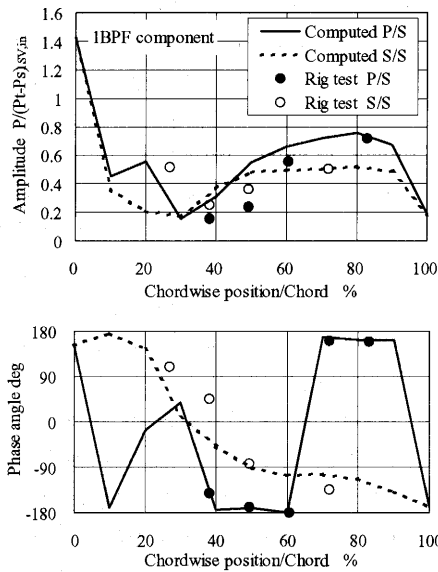 1BPF component
Computed P/S
Computed S/S
Rig test P/S
Rig test S/S
Amplitude P/(Pt-Ps)ISV,in
1.6
1.4
1.2
1
0.8
0.6
0.4
0.2
0
0 20 40 60 80 100
Chordwise position/Chord %
Phase angle deg
180
90
0
-90
-180
0 20 40 60 80 100
Chordwise position/Chord %